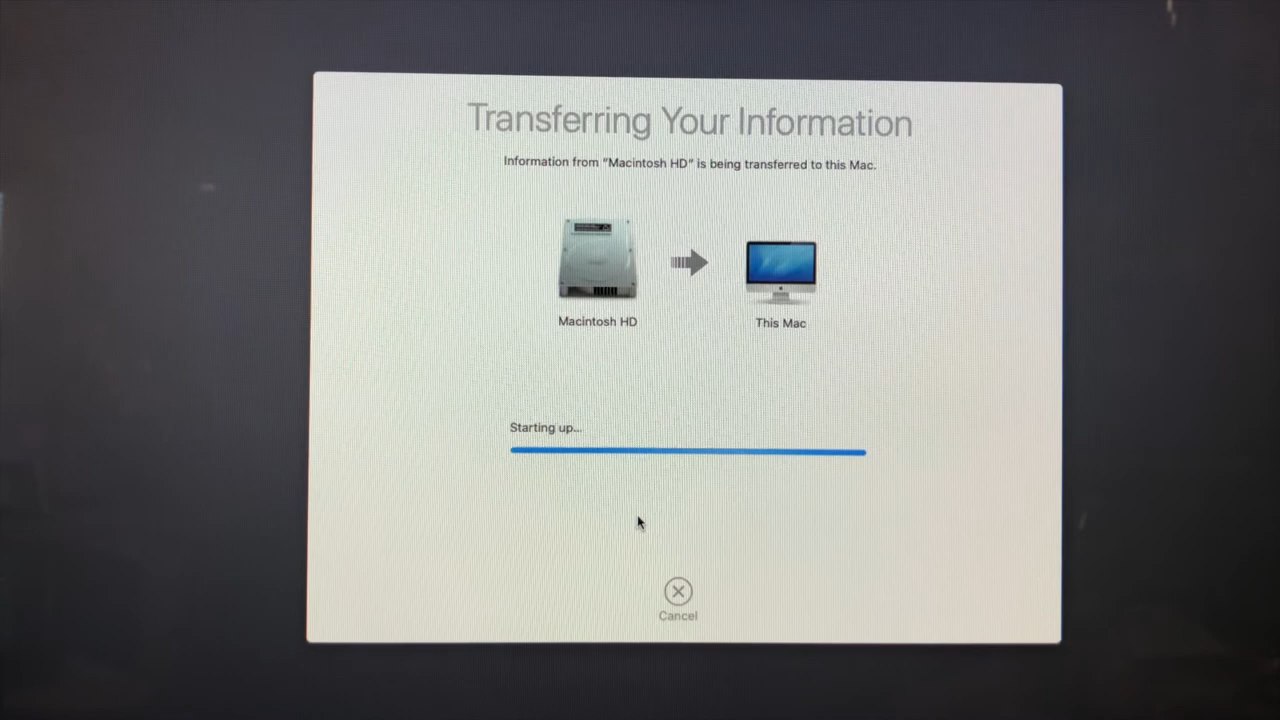 Transferring Your Information
Information from “Macintosh HD” is being transferred to this Mac.
Macintosh HD
This Mac
Starting up...
Cancel